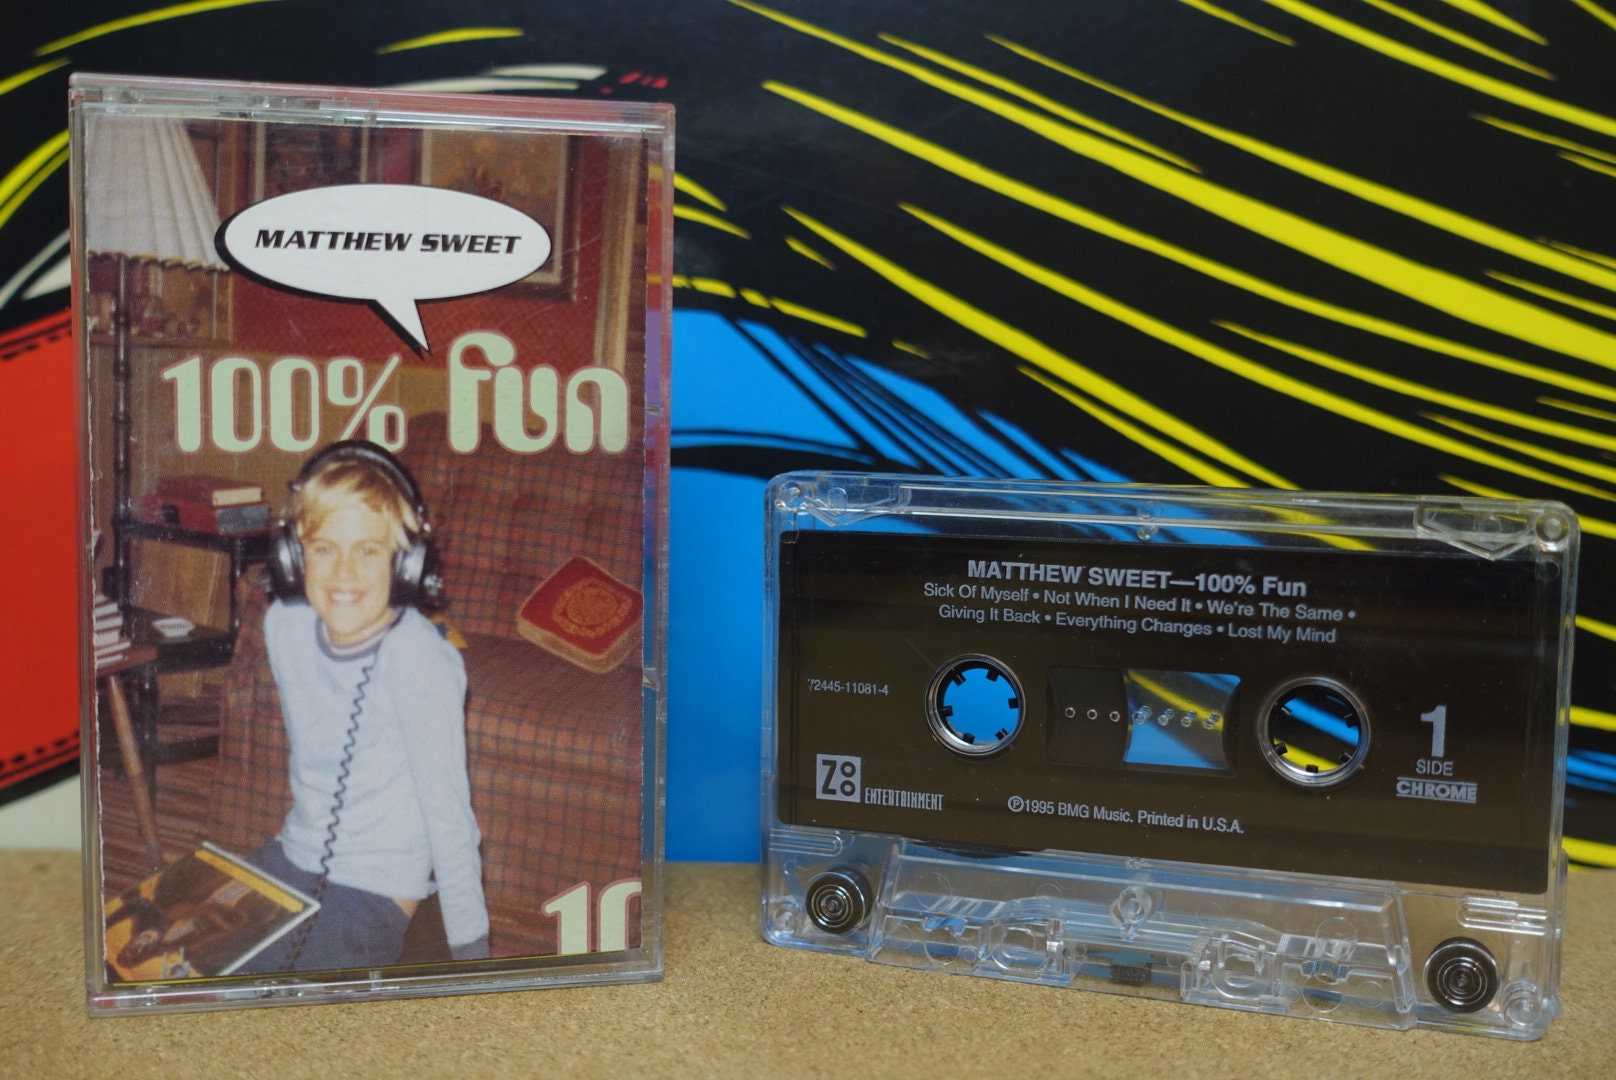 MATTHEW SWEET
100% fun
10
MATTHEW SWEET—100% Fun
Sick Of Myself • Not When I Need It • We're The Same •
Giving It Back • Everything Changes • Lost My Mind
72445-11081-4
1
SIDE
CHROME
ZOO
ENTERTAINMENT
℗1995 BMG Music. Printed in U.S.A.